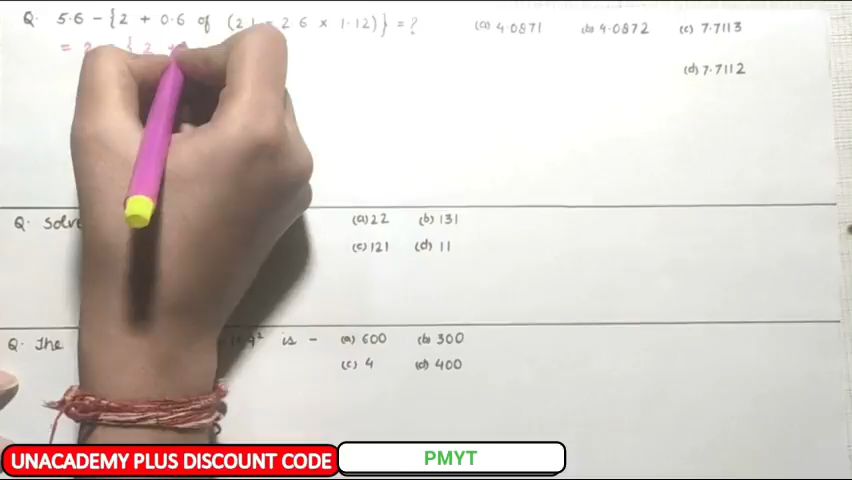 Q. 5.6 - {2 + 0.6 of (2.1 - 2.6 × 1.12)} = ? (a) 4.0871 (b) 4.0872 (c) 7.7113
= { 2 +
(d) 7.7112
Q. Solve (a) 22 (b) 131
(c) 121 (d) 11
Q. The is - (a) 600 (b) 300
(c) 4 (d) 400
UNACADEMY PLUS DISCOUNT CODE PMYT